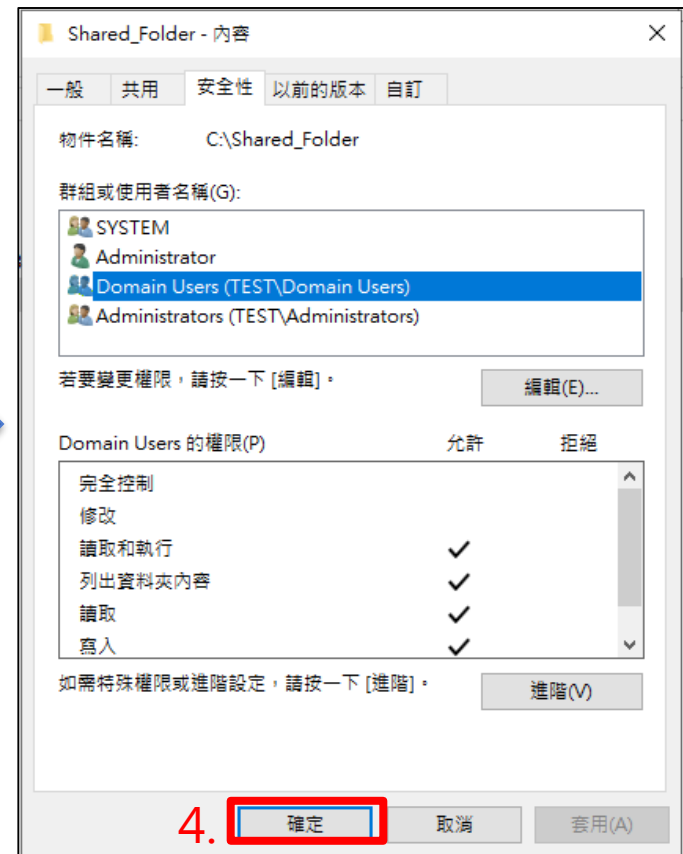 Shared_Folder - 內容
一般 共用 安全性 以前的版本 自訂
物件名稱: C:\Shared_Folder
群組或使用者名稱(G):
SYSTEM
Administrator
Domain Users (TEST\Domain Users)
Administrators (TEST\Administrators)
若要變更權限，請按一下 [編輯]。
編輯(E)...
Domain Users 的權限(P) 允許 拒絕
完全控制
修改
讀取和執行
列出資料夾內容
讀取
寫入
如需特殊權限或進階設定，請按一下 [進階]。
進階(V)
4. 確定 取消 套用(A)